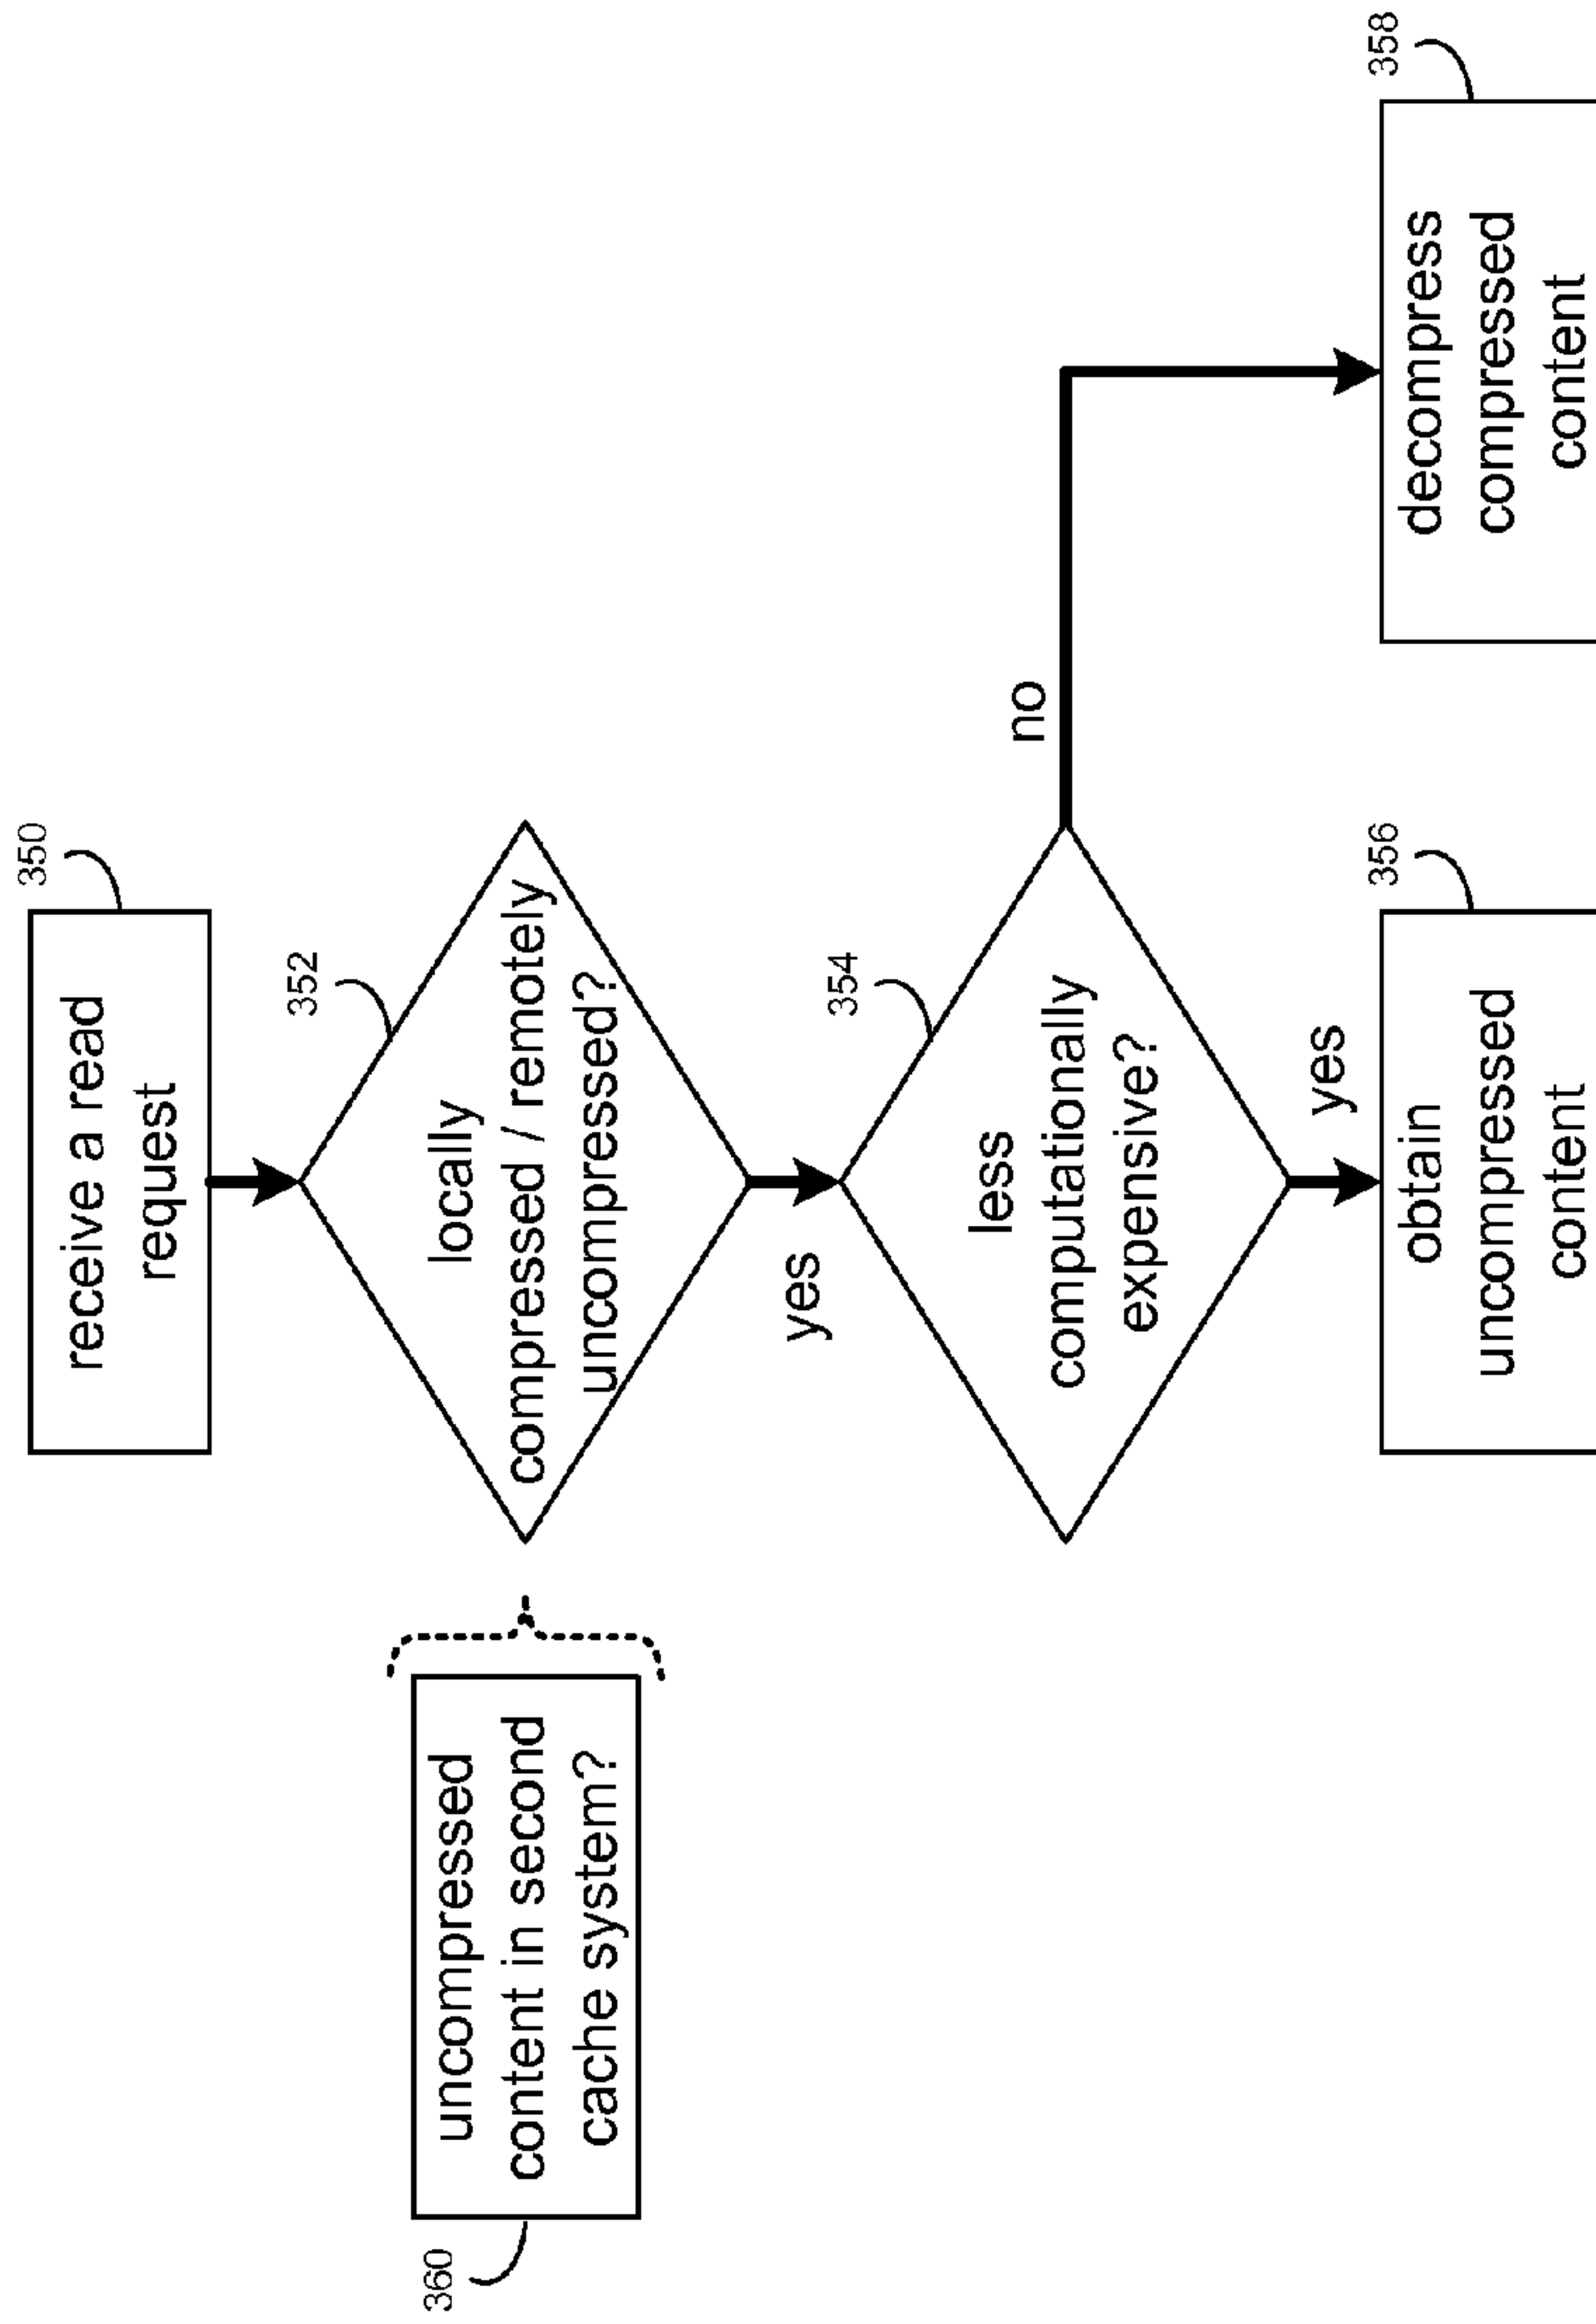 350
receive a read
request
352
locally
compressed / remotely
uncompressed?
360
uncompressed
content in second
cache system?
yes
354
less
computationally
expensive?
no
yes
356
obtain
uncompressed
content
358
decompress
compressed
content